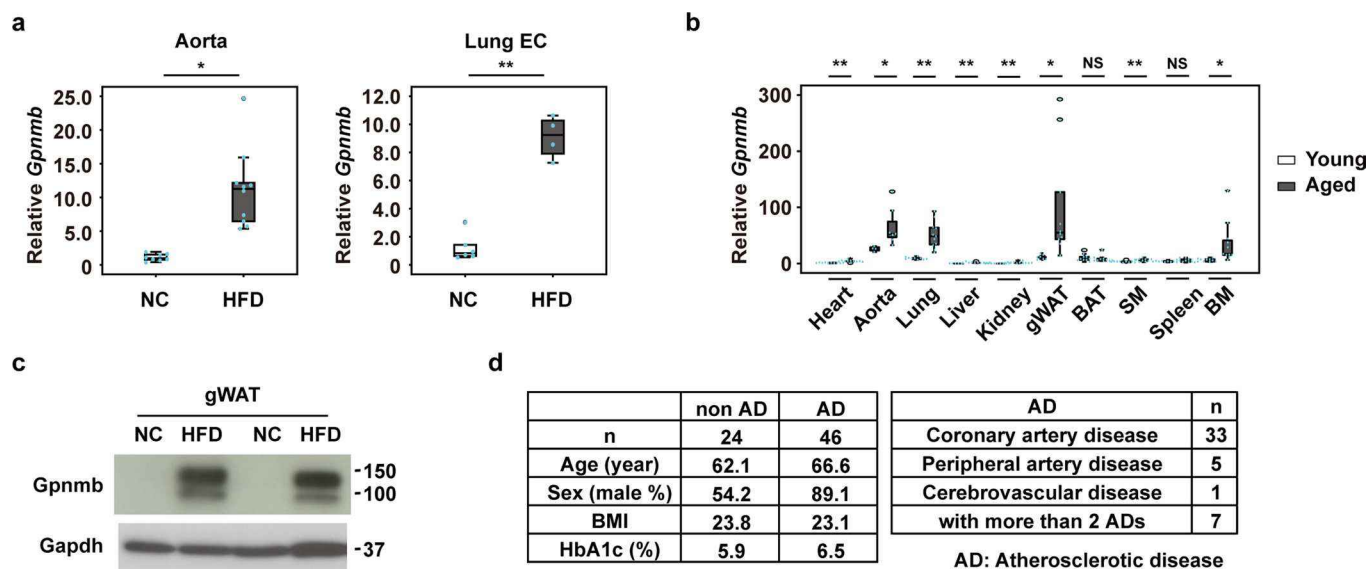 a
Aorta
*
Relative Gpnmb
25.0
20.0
15.0
10.0
5.0
0
NC HFD
Lung EC
**
Relative Gpnmb
12.0
10.0
8.0
6.0
4.0
2.0
0
NC HFD
b
** * ** ** ** * NS ** NS *
Relative Gpnmb
300
200
100
0
Heart Aorta Lung Liver Kidney gWAT BAT SM Spleen BM
Young
Aged
c
gWAT
NC HFD NC HFD
Gpnmb
-150
-100
Gapdh
-37
d
non AD AD
n 24 46
Age (year) 62.1 66.6
Sex (male %) 54.2 89.1
BMI 23.8 23.1
HbA1c (%) 5.9 6.5
AD n
Coronary artery disease 33
Peripheral artery disease 5
Cerebrovascular disease 1
with more than 2 ADs 7
AD: Atherosclerotic disease